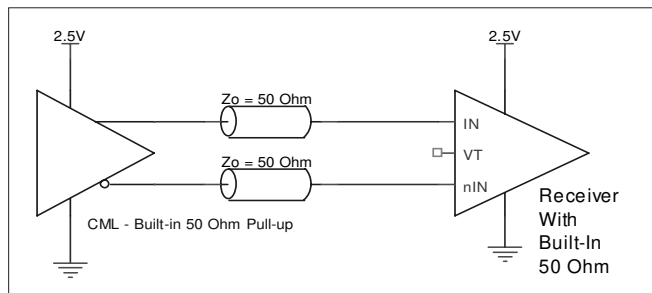 2.5V
2.5V
Zo = 50 Ohm
IN
VT
Zo = 50 Ohm
nIN
CML - Built-in 50 Ohm Pull-up
Receiver
With
Built-In
50 Ohm